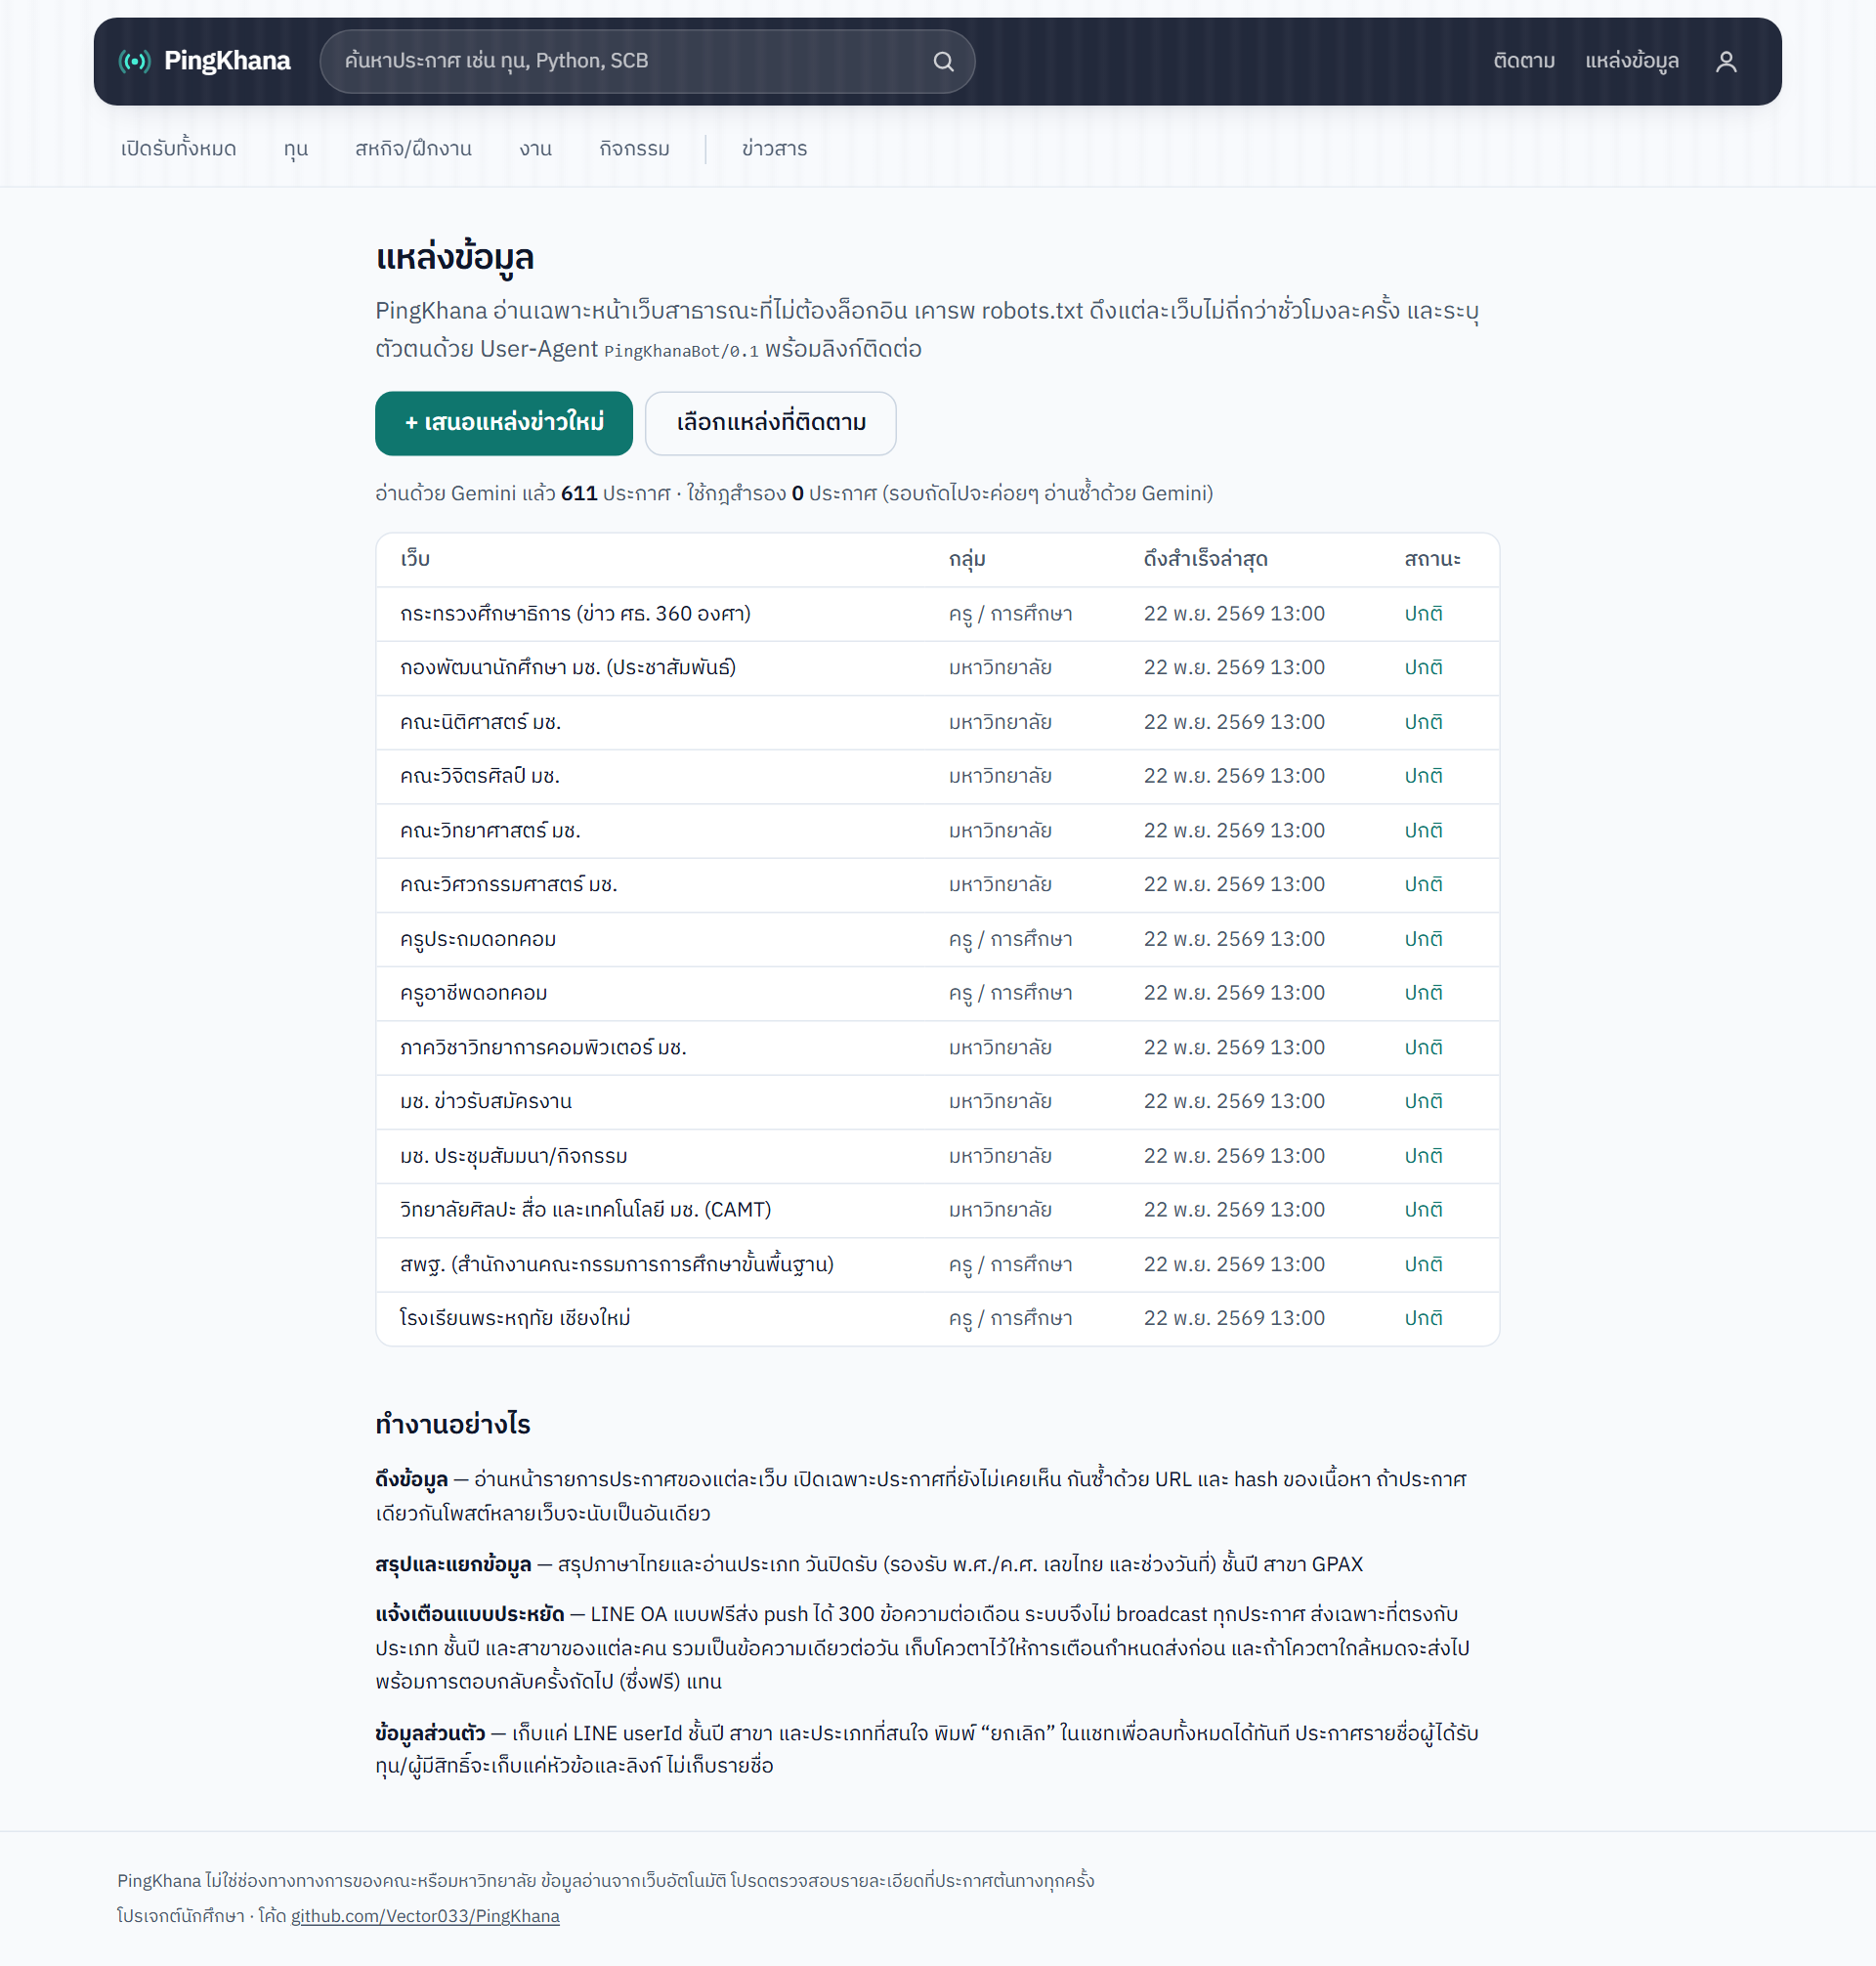 PingKhana
ค้นหาประกาศ เช่น ทุน, Python, SCB
ติดตาม
แหล่งข้อมูล
เปิดรับทั้งหมด
ทุน
สหกิจ/ฝึกงาน
งาน
กิจกรรม
ข่าวสาร
แหล่งข้อมูล
PingKhana อ่านเฉพาะหน้าเว็บสาธารณะที่ไม่ต้องล็อกอิน เคารพ robots.txt ดึงแต่ละเว็บไม่ถี่กว่าชั่วโมงละครั้ง และระบุ
ตัวตนด้วย User-Agent PingKhanaBot/0.1 พร้อมลิงก์ติดต่อ
+ เสนอแหล่งข่าวใหม่
เลือกแหล่งที่ติดตาม
อ่านด้วย Gemini แล้ว 611 ประกาศ · ใช้กฎสำรอง 0 ประกาศ (รอบถัดไปจะค่อยๆ อ่านซ้ำด้วย Gemini)
เว็บ กลุ่ม ดึงสำเร็จล่าสุด สถานะ
กระทรวงศึกษาธิการ (ข่าว ศธ. 360 องศา) ครู / การศึกษา 22 พ.ย. 2569 13:00 ปกติ
กองพัฒนานักศึกษา มช. (ประชาสัมพันธ์) มหาวิทยาลัย 22 พ.ย. 2569 13:00 ปกติ
คณะนิติศาสตร์ มช. มหาวิทยาลัย 22 พ.ย. 2569 13:00 ปกติ
คณะวิจิตรศิลป์ มช. มหาวิทยาลัย 22 พ.ย. 2569 13:00 ปกติ
คณะวิทยาศาสตร์ มช. มหาวิทยาลัย 22 พ.ย. 2569 13:00 ปกติ
คณะวิศวกรรมศาสตร์ มช. มหาวิทยาลัย 22 พ.ย. 2569 13:00 ปกติ
ครูประถมดอทคอม ครู / การศึกษา 22 พ.ย. 2569 13:00 ปกติ
ครูอาชีพดอทคอม ครู / การศึกษา 22 พ.ย. 2569 13:00 ปกติ
ภาควิชาวิทยาการคอมพิวเตอร์ มช. มหาวิทยาลัย 22 พ.ย. 2569 13:00 ปกติ
มช. ข่าวรับสมัครงาน มหาวิทยาลัย 22 พ.ย. 2569 13:00 ปกติ
มช. ประชุมสัมมนา/กิจกรรม มหาวิทยาลัย 22 พ.ย. 2569 13:00 ปกติ
วิทยาลัยศิลปะ สื่อ และเทคโนโลยี มช. (CAMT) มหาวิทยาลัย 22 พ.ย. 2569 13:00 ปกติ
สพฐ. (สำนักงานคณะกรรมการการศึกษาขั้นพื้นฐาน) ครู / การศึกษา 22 พ.ย. 2569 13:00 ปกติ
โรงเรียนพระหฤทัย เชียงใหม่ ครู / การศึกษา 22 พ.ย. 2569 13:00 ปกติ
ทำงานอย่างไร
ดึงข้อมูล — อ่านหน้ารายการประกาศของแต่ละเว็บ เปิดเฉพาะประกาศที่ยังไม่เคยเห็น กันซ้ำด้วย URL และ hash ของเนื้อหา ถ้าประกาศ
เดียวกันโพสต์หลายเว็บจะนับเป็นอันเดียว
สรุปและแยกข้อมูล — สรุปภาษาไทยและอ่านประเภท วันปิดรับ (รองรับ พ.ศ./ค.ศ. เลขไทย และช่วงวันที่) ชั้นปี สาขา GPAX
แจ้งเตือนแบบประหยัด — LINE OA แบบฟรีส่ง push ได้ 300 ข้อความต่อเดือน ระบบจึงไม่ broadcast ทุกประกาศ ส่งเฉพาะที่ตรงกับ
ประเภท ชั้นปี และสาขาของแต่ละคน รวมเป็นข้อความเดียวต่อวัน เก็บโควตาไว้ให้การเตือนกำหนดส่งก่อน และถ้าโควตาใกล้หมดจะส่งไป
พร้อมการตอบกลับครั้งถัดไป (ซึ่งฟรี) แทน
ข้อมูลส่วนตัว — เก็บแค่ LINE userId ชั้นปี สาขา และประเภทที่สนใจ พิมพ์ “ยกเลิก” ในแชทเพื่อลบทั้งหมดได้ทันที ประกาศรายชื่อผู้ได้รับ
ทุน/ผู้มีสิทธิ์จะเก็บแค่หัวข้อและลิงก์ ไม่เก็บรายชื่อ
PingKhana ไม่ใช่ช่องทางทางการของคณะหรือมหาวิทยาลัย ข้อมูลอ่านจากเว็บอัตโนมัติ โปรดตรวจสอบรายละเอียดที่ประกาศต้นทางทุกครั้ง
โปรเจกต์นักศึกษา · โค้ด github.com/Vector033/PingKhana